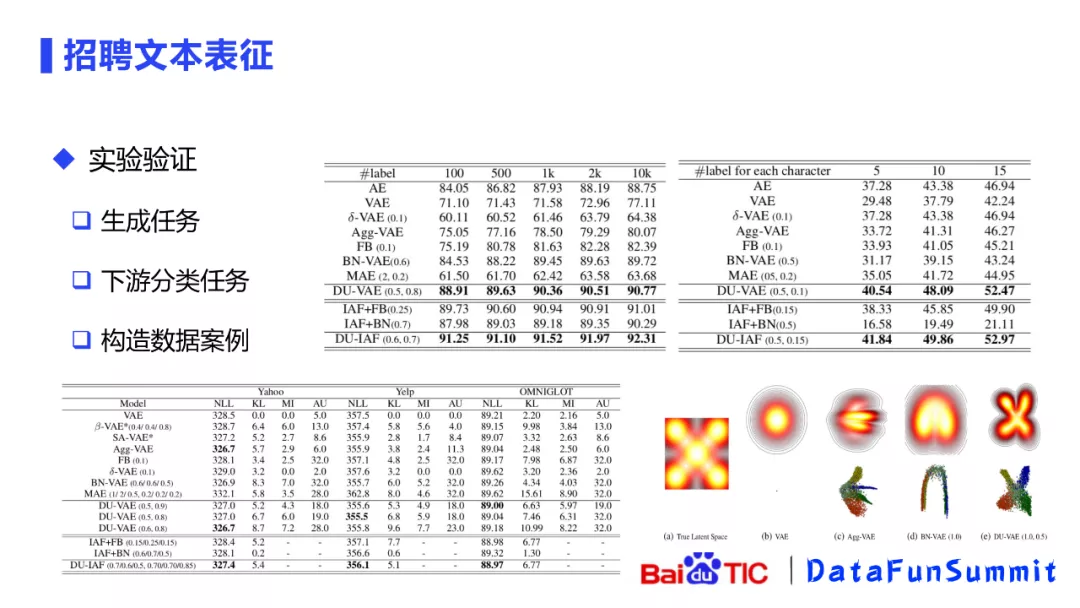 招聘文本表征
实验验证
生成任务
下游分类任务
构造数据案例
#label 100 500 1k 2k 10k
AE 84.05 86.82 87.93 88.19 88.75
VAE 71.10 71.43 71.58 72.96 77.11
δ-VAE (0.1) 60.11 60.52 61.46 63.79 64.38
Agg-VAE 75.05 77.16 78.50 79.29 80.07
FB (0.1) 75.19 80.78 81.63 82.28 82.39
BN-VAE(0.6) 84.53 88.22 89.45 89.63 89.72
MAE (2, 0.2) 61.50 61.70 62.42 63.58 63.68
DU-VAE (0.5, 0.8) 88.91 89.63 90.36 90.51 90.77
IAF+FB(0.25) 89.73 90.60 90.94 90.91 91.01
IAF+BN(0.7) 87.98 89.03 89.18 89.35 90.29
DU-IAF (0.6, 0.7) 91.25 91.10 91.52 91.97 92.31
#label for each character 5 10 15
AE 37.28 43.38 46.94
VAE 29.48 37.79 42.24
δ-VAE (0.1) 37.28 43.38 46.94
Agg-VAE 33.72 41.31 46.27
FB (0.1) 33.93 41.05 45.21
BN-VAE (0.5) 31.17 39.15 43.24
MAE (05, 0.2) 35.05 41.72 44.95
DU-VAE (0.5, 0.1) 40.54 48.09 52.47
IAF+FB(0.15) 38.33 45.85 49.90
IAF+BN(0.5) 16.58 19.49 21.11
DU-IAF (0.5, 0.15) 41.84 49.86 52.97
Yahoo Yelp OMNIGLOT
Model NLL KL MI AU NLL KL MI AU NLL KL MI AU
VAE 328.5 0.0 0.0 5.0 357.5 0.0 0.0 0.0 89.21 2.20 2.16 5.0
β-VAE*(0.4/ 0.4/ 0.8) 328.7 6.4 6.0 13.0 357.4 5.8 5.6 4.0 89.15 9.98 3.84 13.0
SA-VAE* 327.2 5.2 2.7 8.6 355.9 2.8 1.7 8.4 89.07 3.32 2.63 8.6
Agg-VAE 326.7 5.7 2.9 6.0 355.9 3.8 2.4 11.3 89.04 2.48 2.50 6.0
FB (0.1) 328.1 3.4 2.5 32.0 357.1 4.8 2.5 32.0 89.17 7.98 6.87 32.0
δ-VAE (0.1) 329.0 3.2 0.0 2.0 357.6 3.2 0.0 0.0 89.62 3.20 2.36 2.0
BN-VAE (0.6/ 0.6/ 0.5) 326.9 8.3 7.0 32.0 355.7 6.0 5.2 32.0 89.26 4.34 4.03 32.0
MAE (1/ 2/ 0.5, 0.2/ 0.2/ 0.2) 332.1 5.8 3.5 28.0 362.8 8.0 4.6 32.0 89.62 15.61 8.90 32.0
DU-VAE (0.5, 0.9) 327.0 5.2 4.3 18.0 355.6 5.3 4.9 18.0 89.00 6.63 5.97 19.0
DU-VAE (0.5, 0.8) 327.0 6.7 6.0 19.0 355.5 6.8 5.9 18.0 89.04 7.46 6.31 32.0
DU-VAE (0.6, 0.8) 326.7 8.7 7.2 28.0 355.8 9.6 7.7 23.0 89.18 10.99 8.22 32.0
IAF+FB (0.15/0.25/0.15) 328.4 5.2 - - 357.1 7.7 - - 88.98 6.77 - -
IAF+BN (0.6/0.7/0.5) 328.1 0.2 - - 356.6 0.6 - - 89.32 1.30 - -
DU-IAF (0.7/0.6/0.5, 0.70/0.70/0.85) 327.4 5.4 - - 356.1 5.1 - - 88.97 6.77 - -
(a) True Latent Space (b) VAE (c) Agg-VAE (d) BN-VAE (1.0) (e) DU-VAE (1.0, 0.5)
Bai du TIC | DataFunSummit